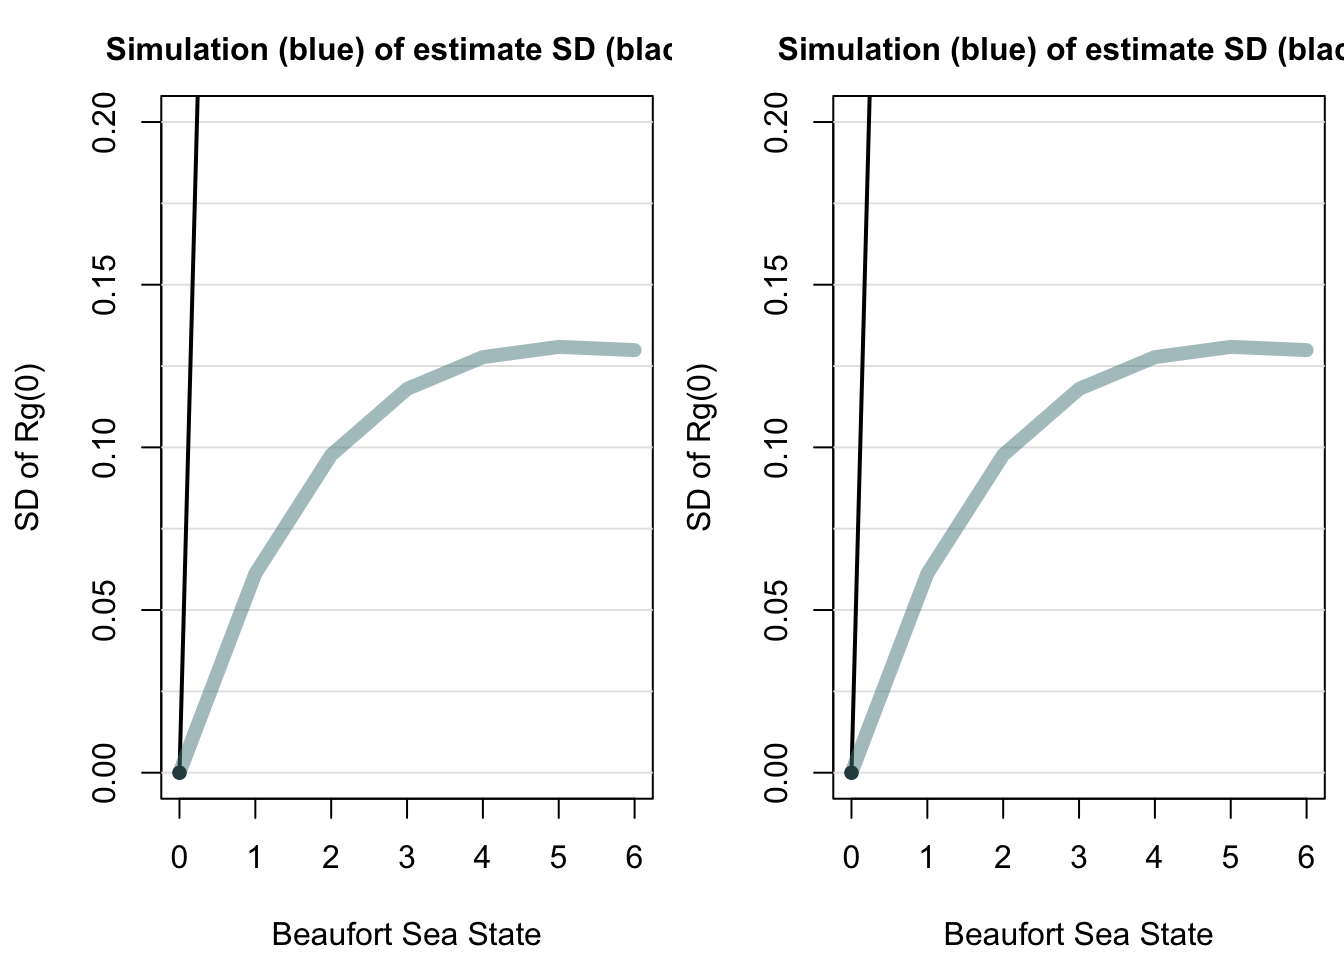 Simulation (blue) of estimate SD (blac
SD of Rg(0)
0.20
0.15
0.10
0.05
0.00
0 1 2 3 4 5 6
Beaufort Sea State
Simulation (blue) of estimate SD (blac
SD of Rg(0)
0.20
0.15
0.10
0.05
0.00
0 1 2 3 4 5 6
Beaufort Sea State